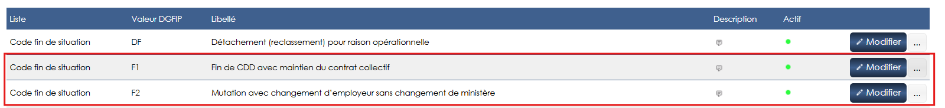 Liste Valeur DGFIP Libellé Description Actif
Code fin de situation DF Détachement (reclassement) pour raison opérationnelle Modifier ...
Code fin de situation F1 Fin de CDD avec maintien du contrat collectif Modifier ...
Code fin de situation F2 Mutation avec changement d'employeur sans changement de ministère Modifier ...